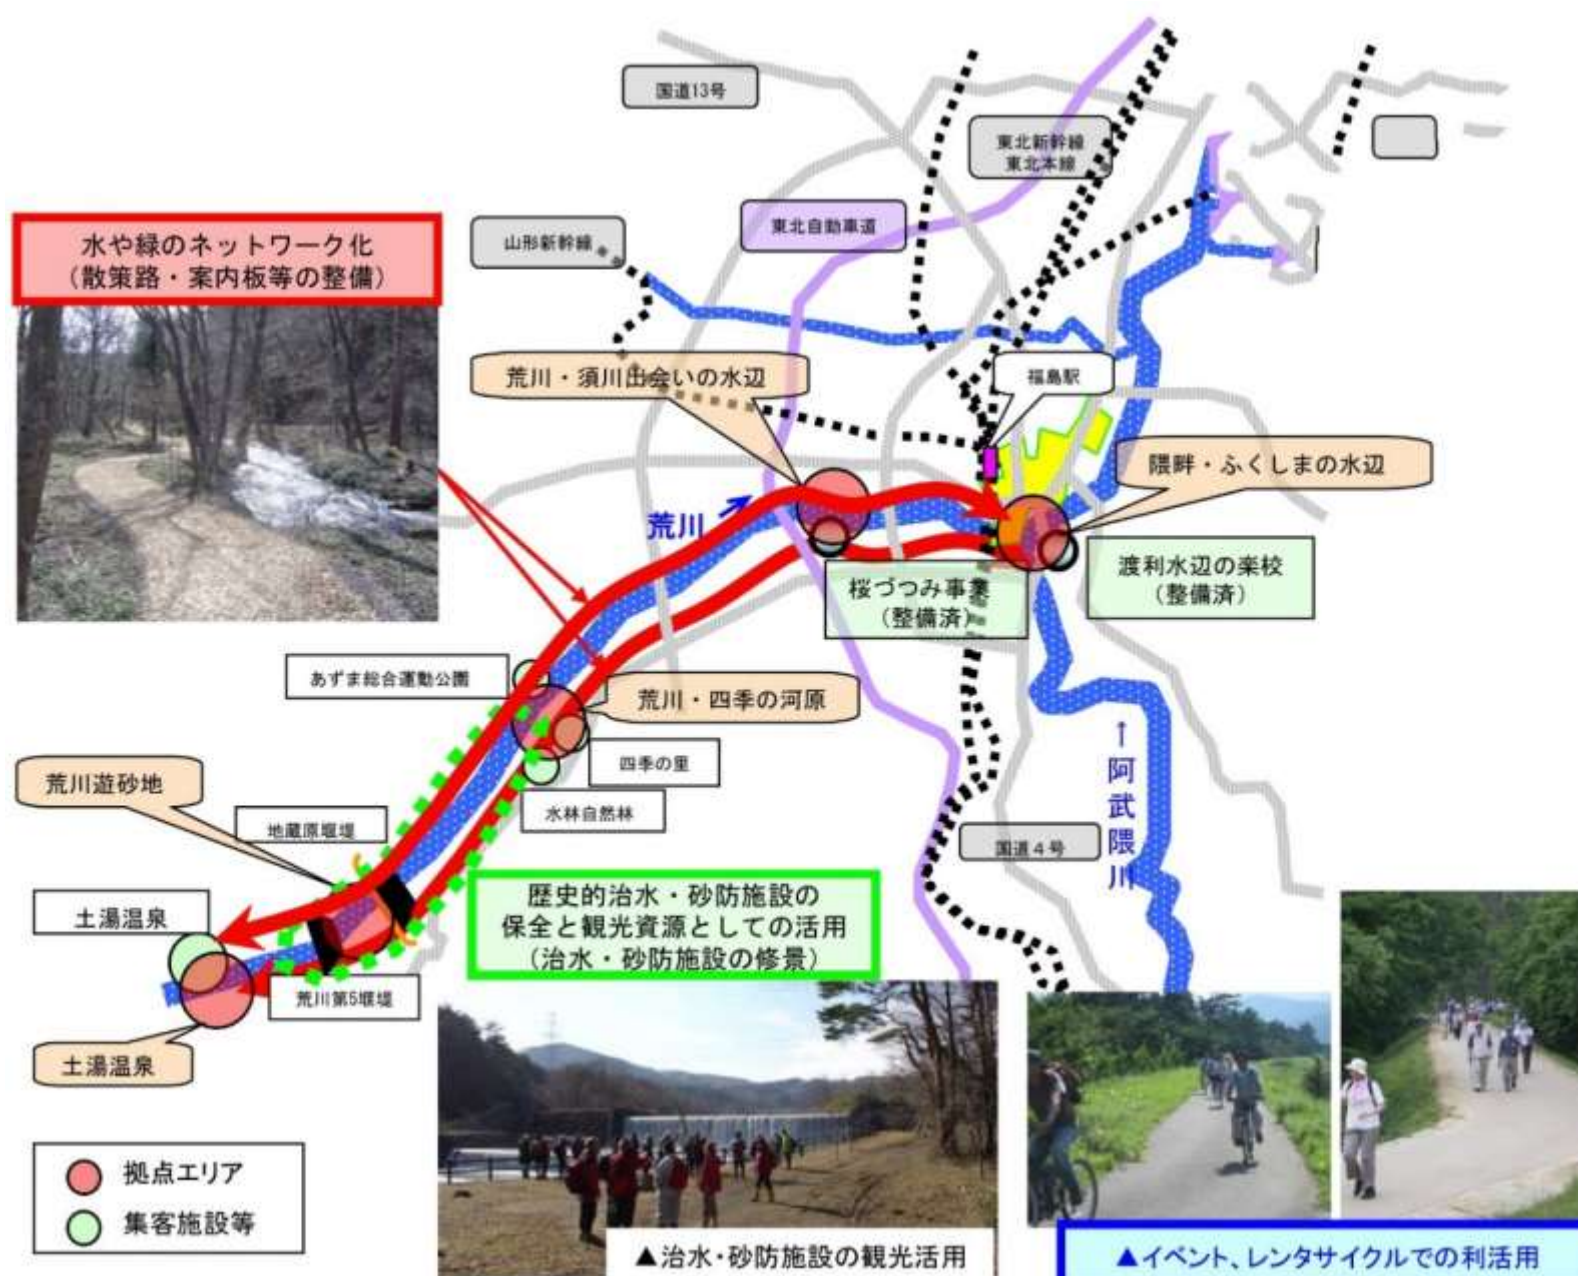 国道13号
東北新幹線
東北本線
東北自動車道
山形新幹線
水や緑のネットワーク化
（散策路・案内板等の整備）
荒川・須川出会いの水辺
福島駅
隈畔・ふくしまの水辺
荒川
渡利水辺の楽校
（整備済）
桜づつみ事業
（整備済）
あずま総合運動公園
荒川・四季の河原
四季の里
水林自然林
荒川遊砂地
地蔵原堰堤
国道４号
↑阿武隈川
歴史的治水・砂防施設の
保全と観光資源としての活用
（治水・砂防施設の修景）
土湯温泉
荒川第5堰堤
土湯温泉
拠点エリア
集客施設等
▲治水・砂防施設の観光活用
▲イベント、レンタサイクルでの利活用